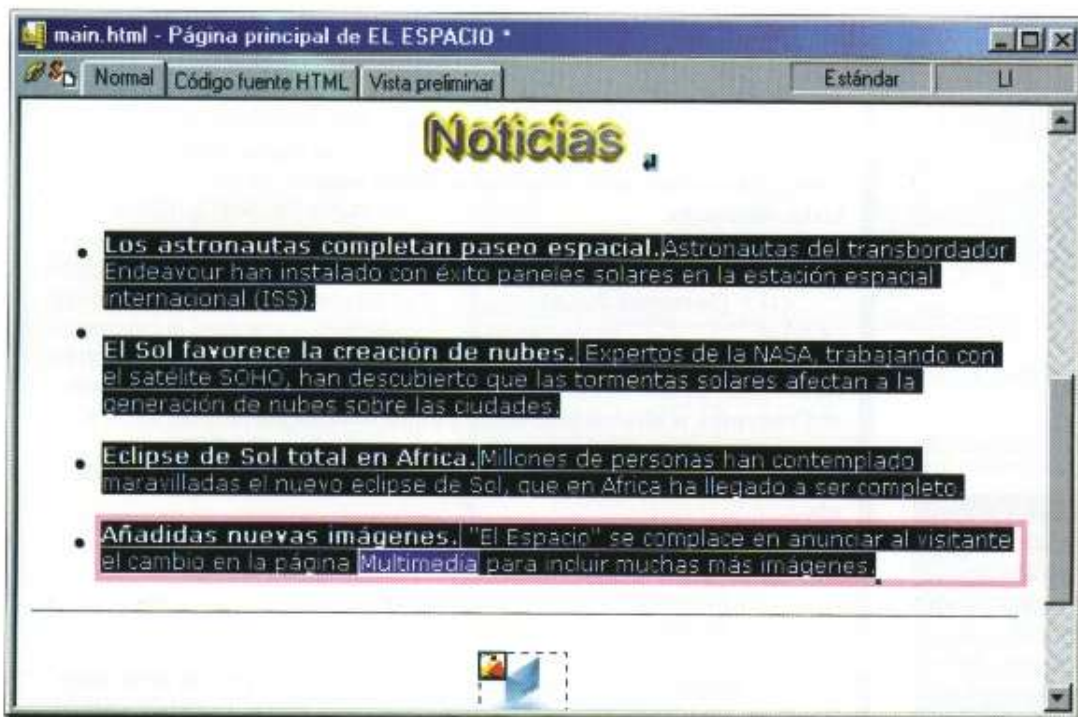 main.html - Página principal de EL ESPACIO *
Normal Código fuente HTML Vista preliminar Estándar LI
Noticias
• Los astronautas completan paseo espacial. Astronautas del transbordador
Endeavour han instalado con éxito paneles solares en la estación espacial
internacional (ISS).
• El Sol favorece la creación de nubes. Expertos de la NASA, trabajando con
el satélite SOHO, han descubierto que las tormentas solares afectan a la
generación de nubes sobre las ciudades.
• Eclipse de Sol total en Africa. Millones de personas han contemplado
maravilladas el nuevo eclipse de Sol, que en Africa ha llegado a ser completo.
• Añadidas nuevas imágenes. "El Espacio" se complace en anunciar al visitante
el cambio en la página Multimedia para incluir muchas más imágenes.